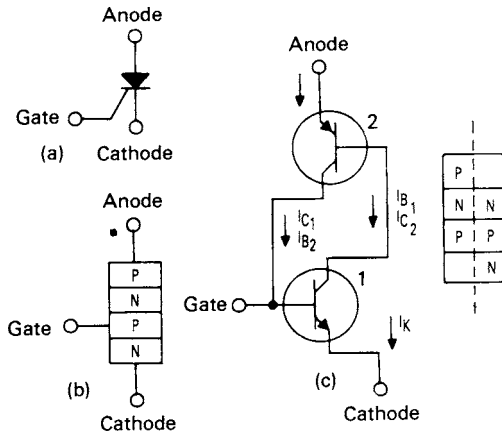 Anode
Gate
(a)
Cathode
Anode
P
N
P
N
Gate
(b)
Cathode
Anode
2
I_C1
I_B2
I_B1
I_C2
1
Gate
I_K
(c)
Cathode
P
N N
P P
N